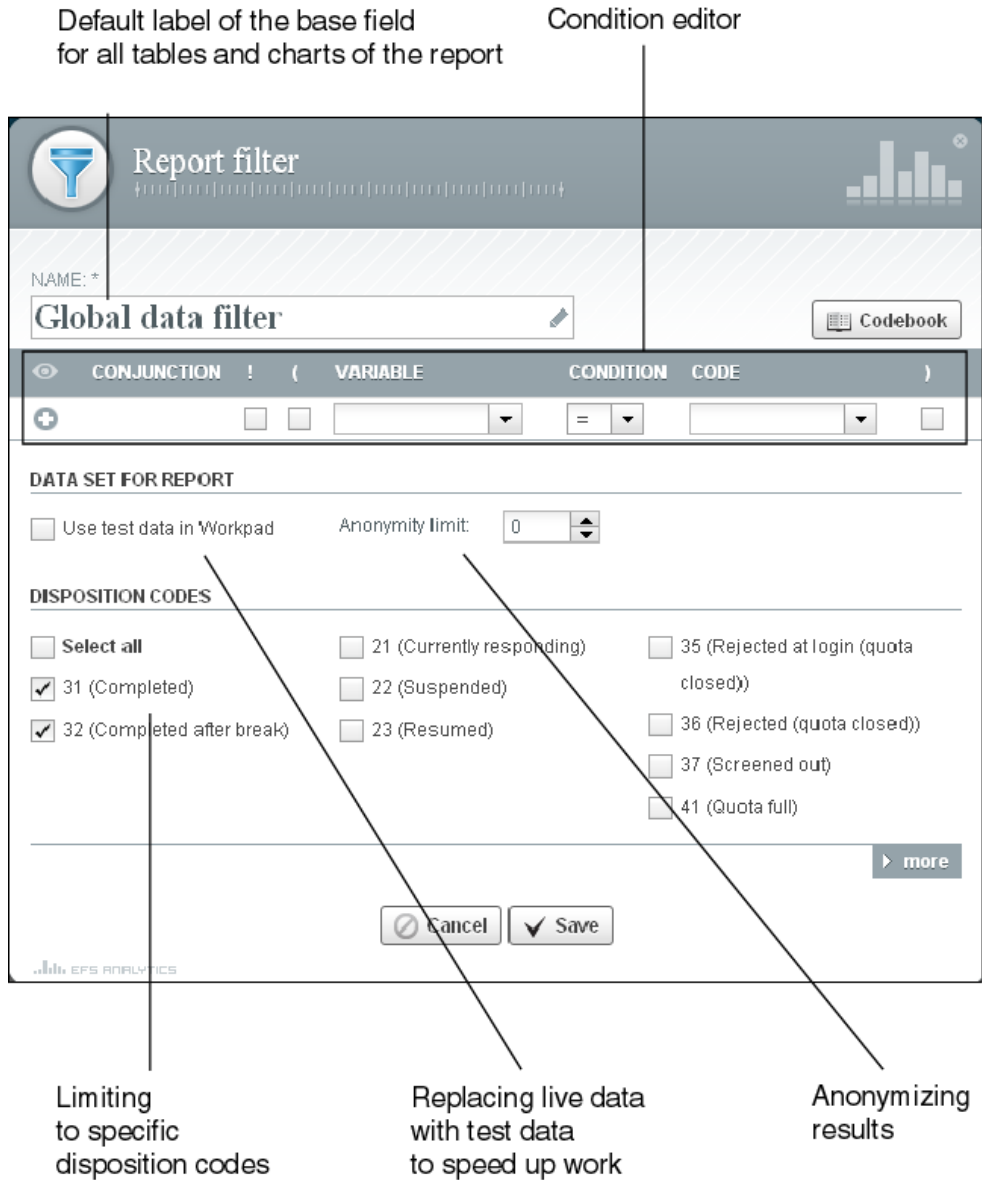 Default label of the base field
for all tables and charts of the report
Condition editor
Report filter
NAME: *
Global data filter
Codebook
CONJUNCTION ! ( VARIABLE CONDITION CODE )
=
DATA SET FOR REPORT
Use test data in Workpad Anonymity limit: 0
DISPOSITION CODES
Select all
31 (Completed)
32 (Completed after break)
21 (Currently responding)
22 (Suspended)
23 (Resumed)
35 (Rejected at login (quota
closed))
36 (Rejected (quota closed))
37 (Screened out)
41 (Quota full)
more
Cancel Save
EFS ANALYTICS
Limiting
to specific
disposition codes
Replacing live data
with test data
to speed up work
Anonymizing
results